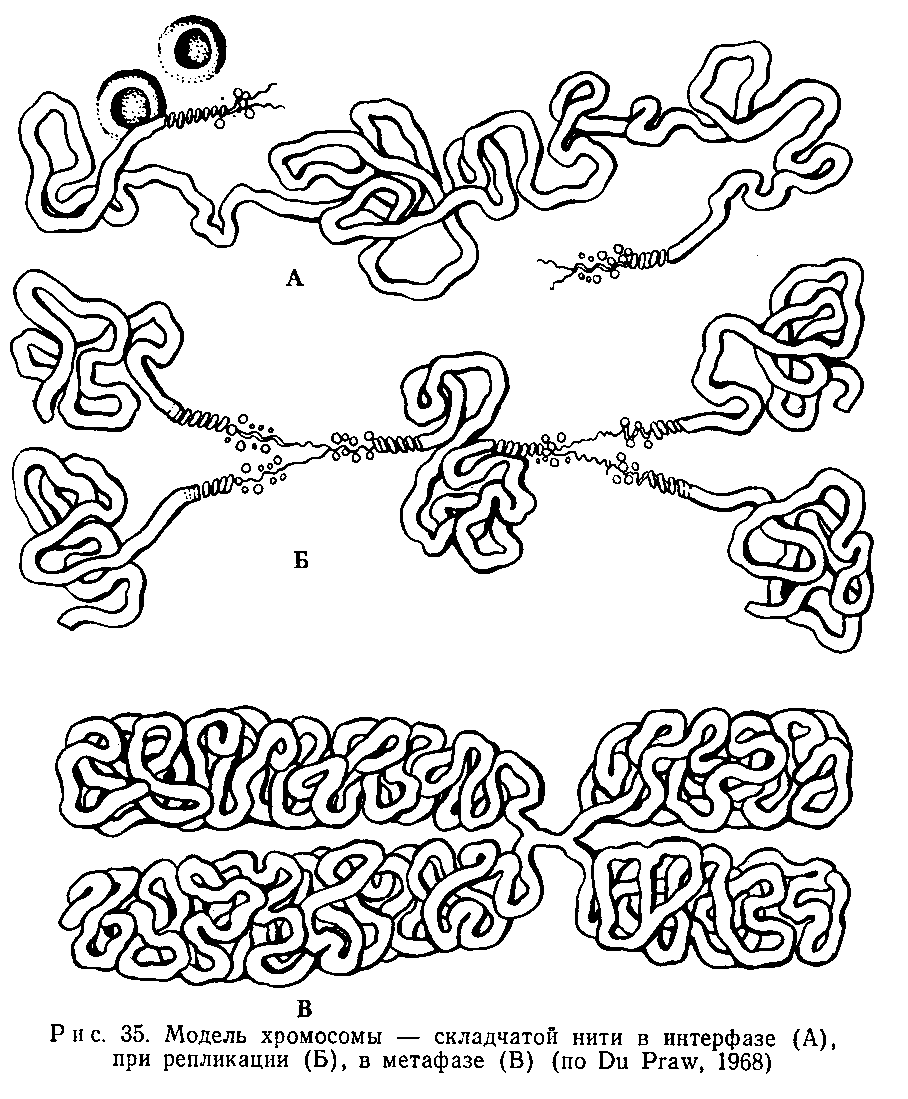 А
Б
В
Рис. 35. Модель хромосомы — складчатой нити в интерфазе (А),
при репликации (Б), в метафазе (В) (по Du Praw, 1968)